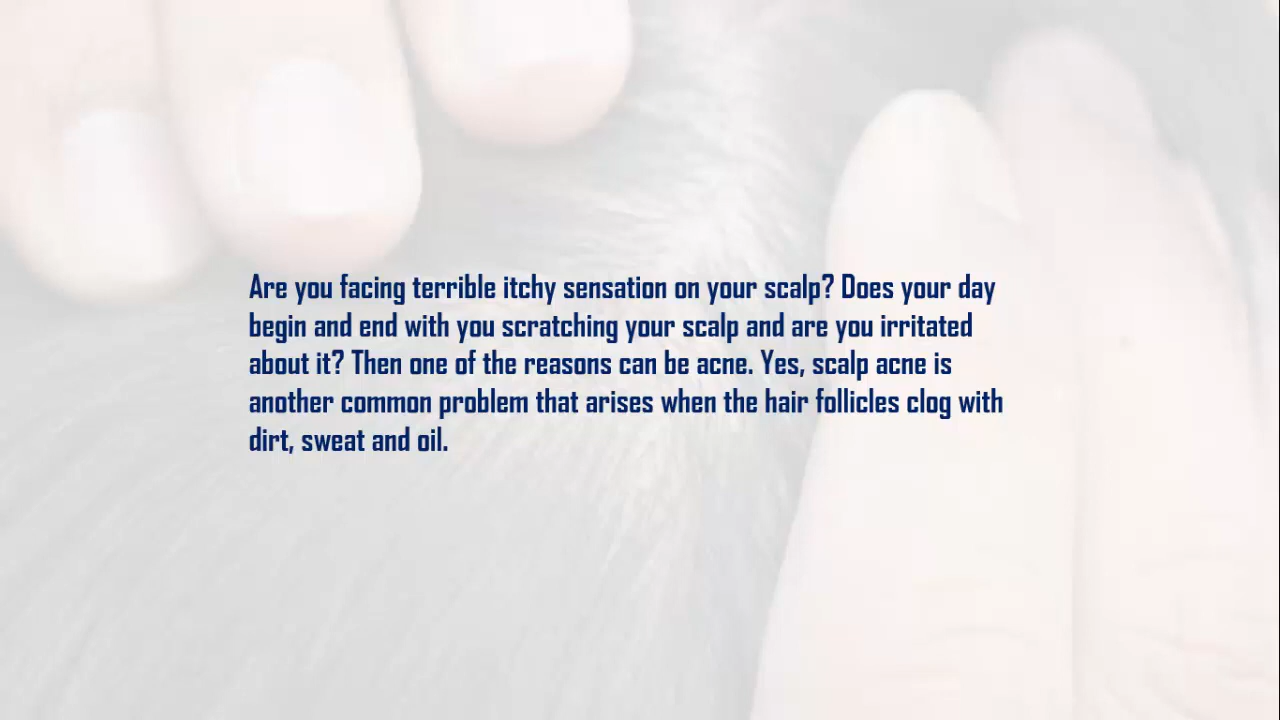 Are you facing terrible itchy sensation on your scalp? Does your day
begin and end with you scratching your scalp and are you irritated
about it? Then one of the reasons can be acne. Yes, scalp acne is
another common problem that arises when the hair follicles clog with
dirt, sweat and oil.